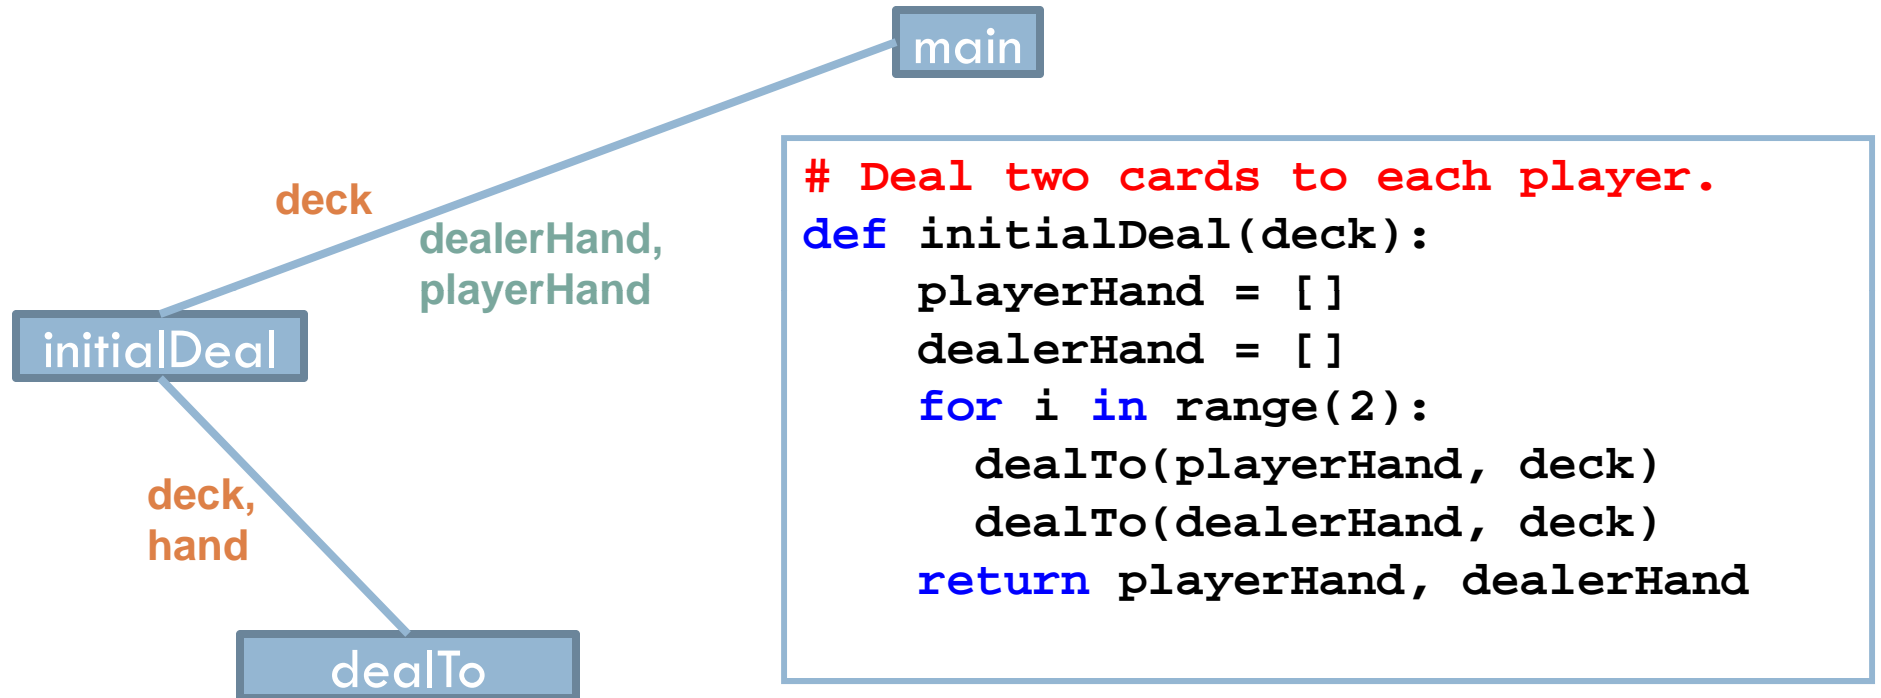 main
deck
dealerHand,
playerHand
initialDeal
deck,
hand
dealTo
# Deal two cards to each player.
def initialDeal(deck):
    playerHand = []
    dealerHand = []
    for i in range(2):
      dealTo(playerHand, deck)
      dealTo(dealerHand, deck)
    return playerHand, dealerHand